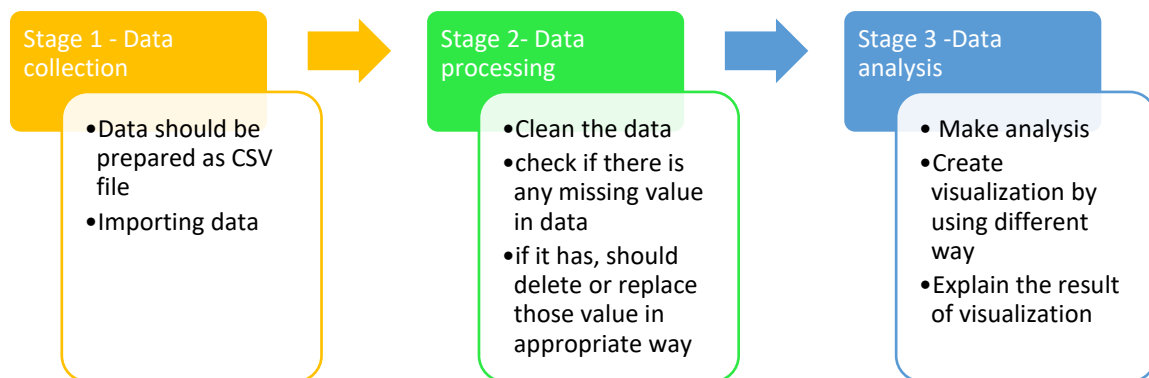 Stage 1 - Data
collection
•Data should be
prepared as CSV
file
•Importing data
Stage 2- Data
processing
•Clean the data
•check if there is
any missing value
in data
•if it has, should
delete or replace
those value in
appropriate way
Stage 3 -Data
analysis
• Make analysis
•Create
visualization by
using different
way
•Explain the result
of visualization